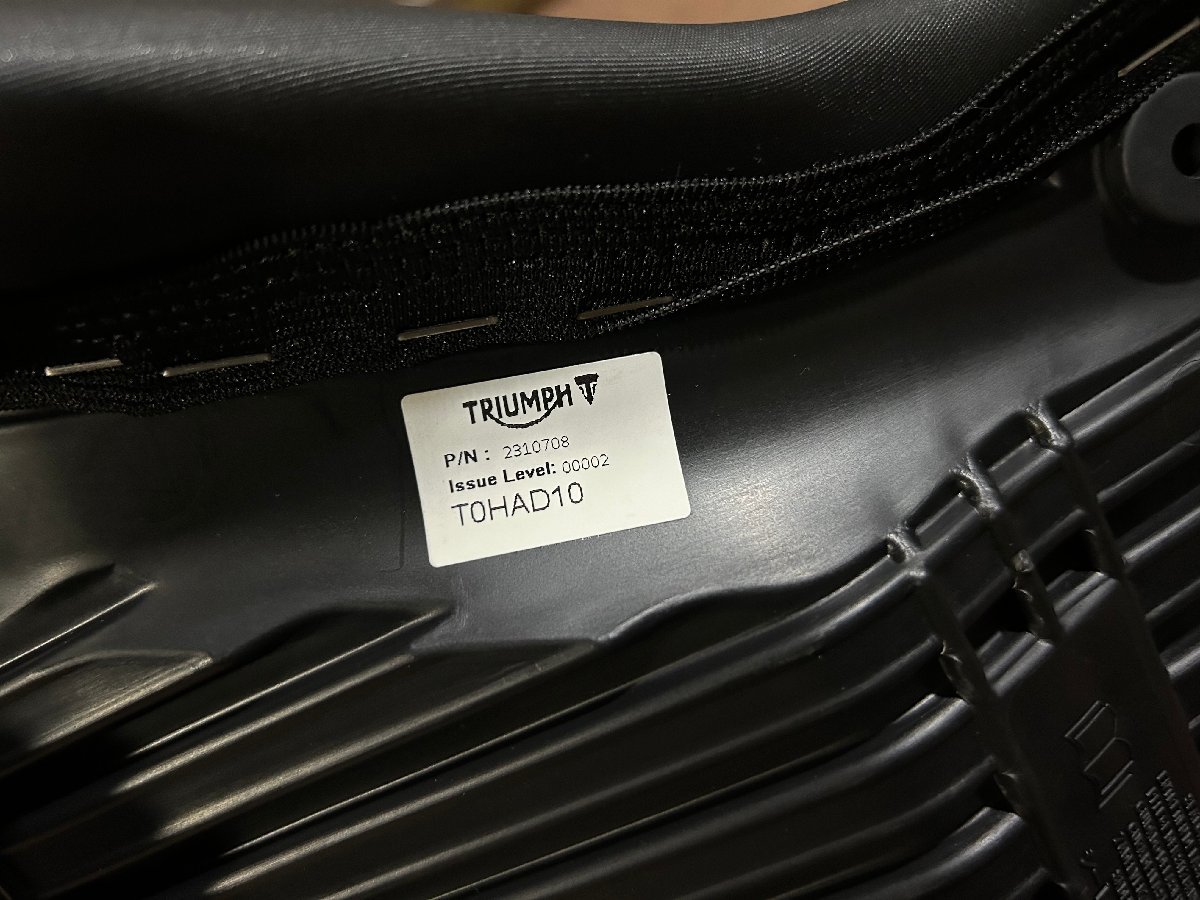 TRIUMPH
P/N : 2310708
Issue Level: 00002
T0HAD10